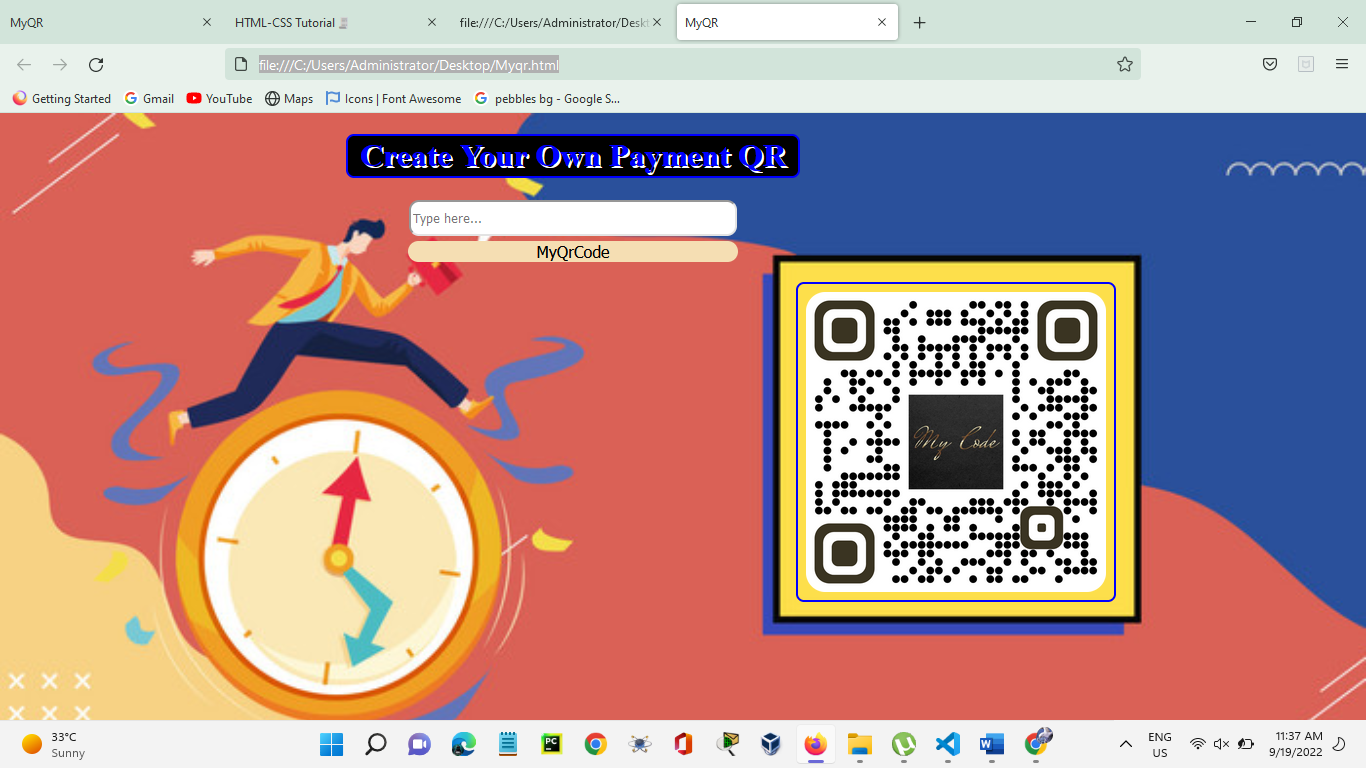 MyQR
HTML-CSS Tutorial
file:///C:/Users/Administrator/Deskt
MyQR
file:///C:/Users/Administrator/Desktop/Myqr.html
Getting Started
Gmail
YouTube
Maps
Icons | Font Awesome
pebbles bg - Google S...
Create Your Own Payment QR
Type here...
MyQrCode
My Code
33°C
Sunny
PC
ENG
US
11:37 AM
9/19/2022